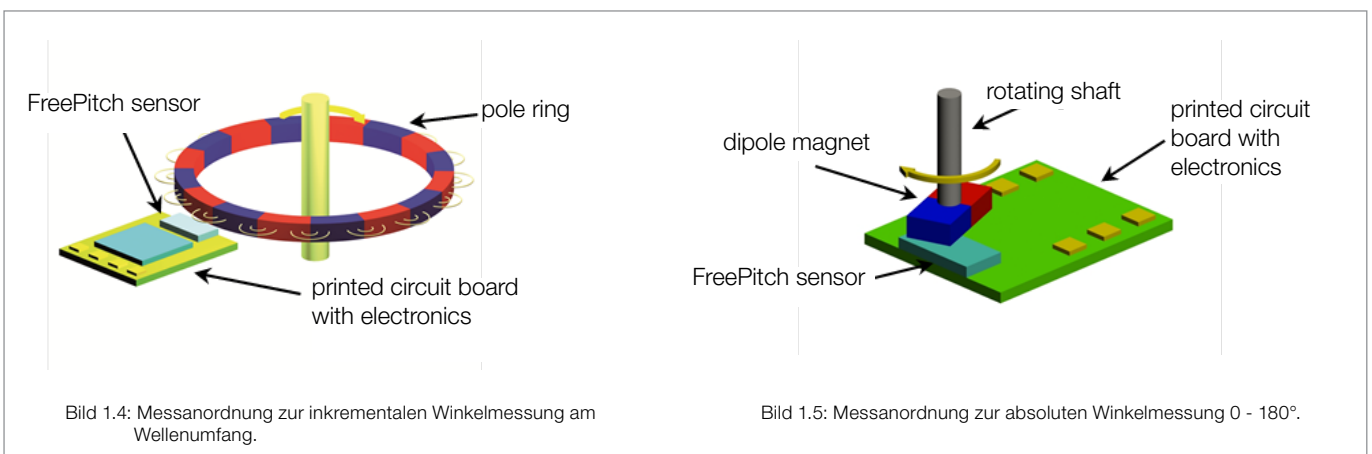 FreePitch sensor
pole ring
printed circuit board
with electronics
Bild 1.4: Messanordnung zur inkrementalen Winkelmessung am
Wellenumfang.
rotating shaft
printed circuit
board with
electronics
dipole magnet
FreePitch sensor
Bild 1.5: Messanordnung zur absoluten Winkelmessung 0 - 180°.